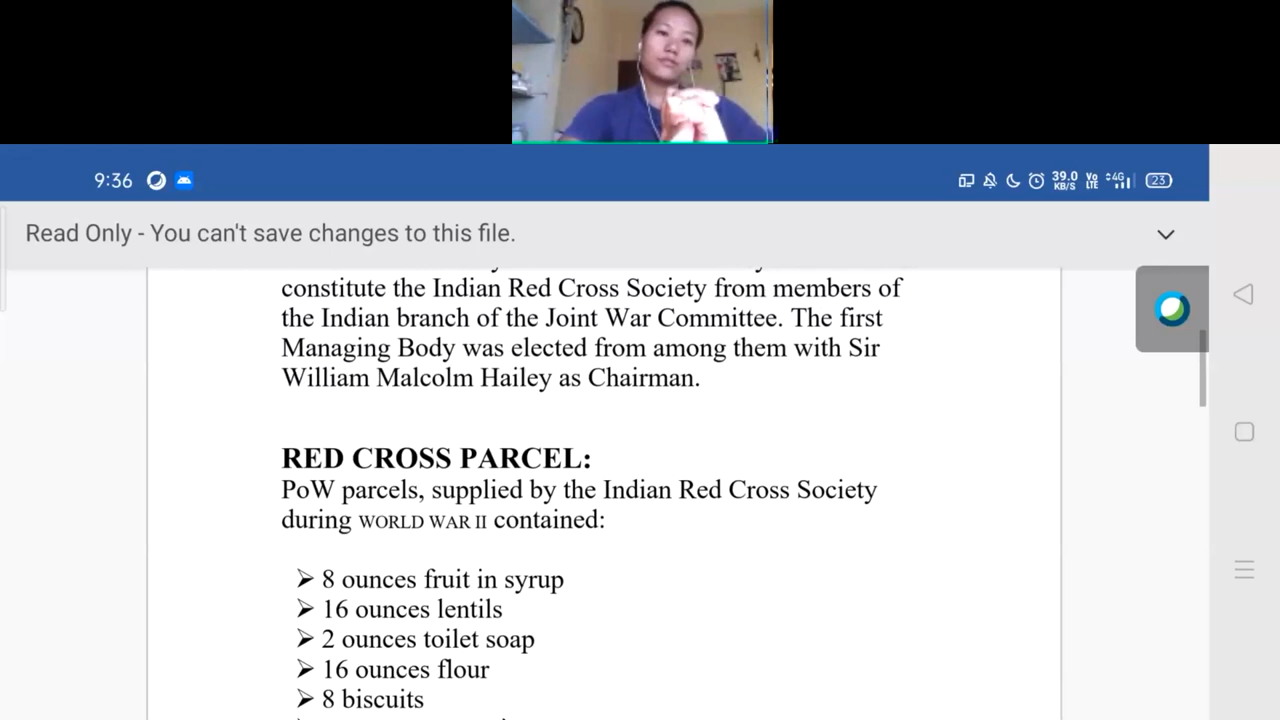 9:36 39.0 KB/S Vo LTE 4G 23
Read Only - You can't save changes to this file.
constitute the Indian Red Cross Society from members of
the Indian branch of the Joint War Committee. The first
Managing Body was elected from among them with Sir
William Malcolm Hailey as Chairman.
RED CROSS PARCEL:
PoW parcels, supplied by the Indian Red Cross Society
during WORLD WAR II contained:
➢ 8 ounces fruit in syrup
➢ 16 ounces lentils
➢ 2 ounces toilet soap
➢ 16 ounces flour
➢ 8 biscuits